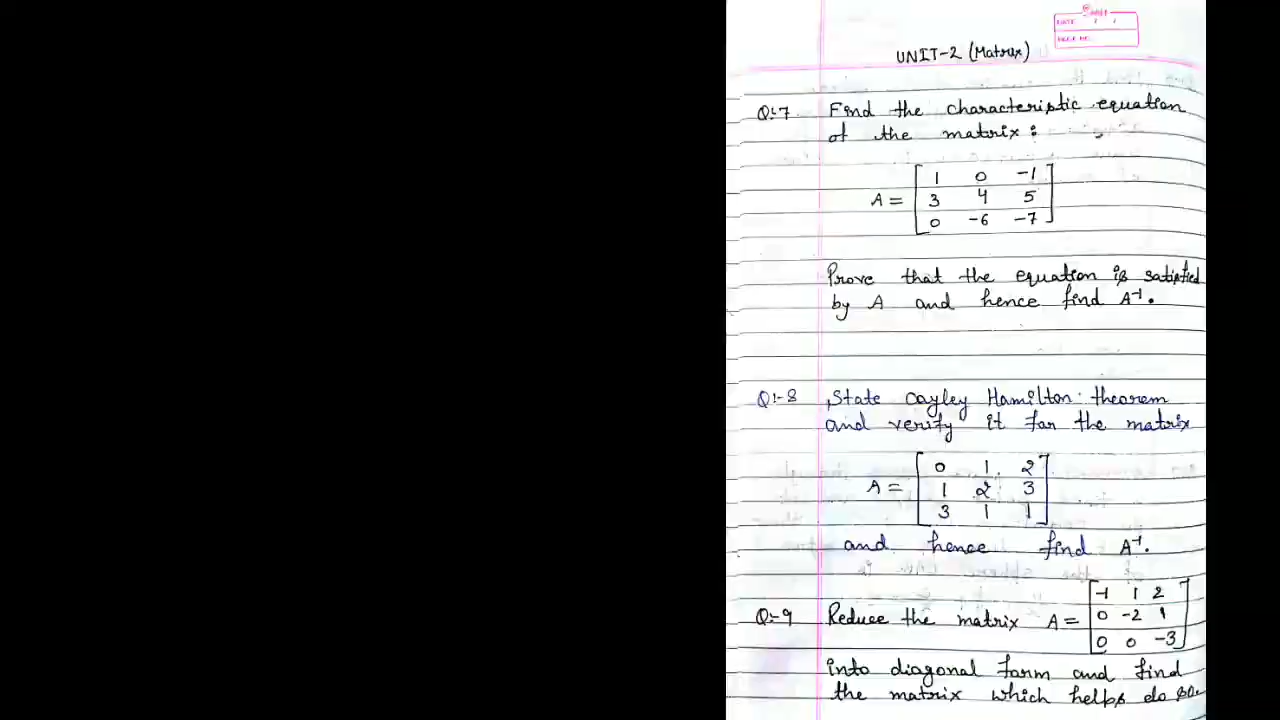 DATE / /
PAGE NO.
UNIT-2 (Matrix)
Q:-7 Find the characteristic equation
of the matrix :
A = [ 1 0 -1
3 4 5
0 -6 -7 ]
Prove that the equation is satisfied
by A and hence find A⁻¹.
Q:-8 State Cayley Hamilton theorem
and verify it for the matrix
A = [ 0 1 2
1 2 3
3 1 1 ]
and hence find A⁻¹.
Q:-9 Reduce the matrix A = [ -1 1 2
0 -2 1
0 0 -3 ]
into diagonal form and find
the matrix which helps do so.